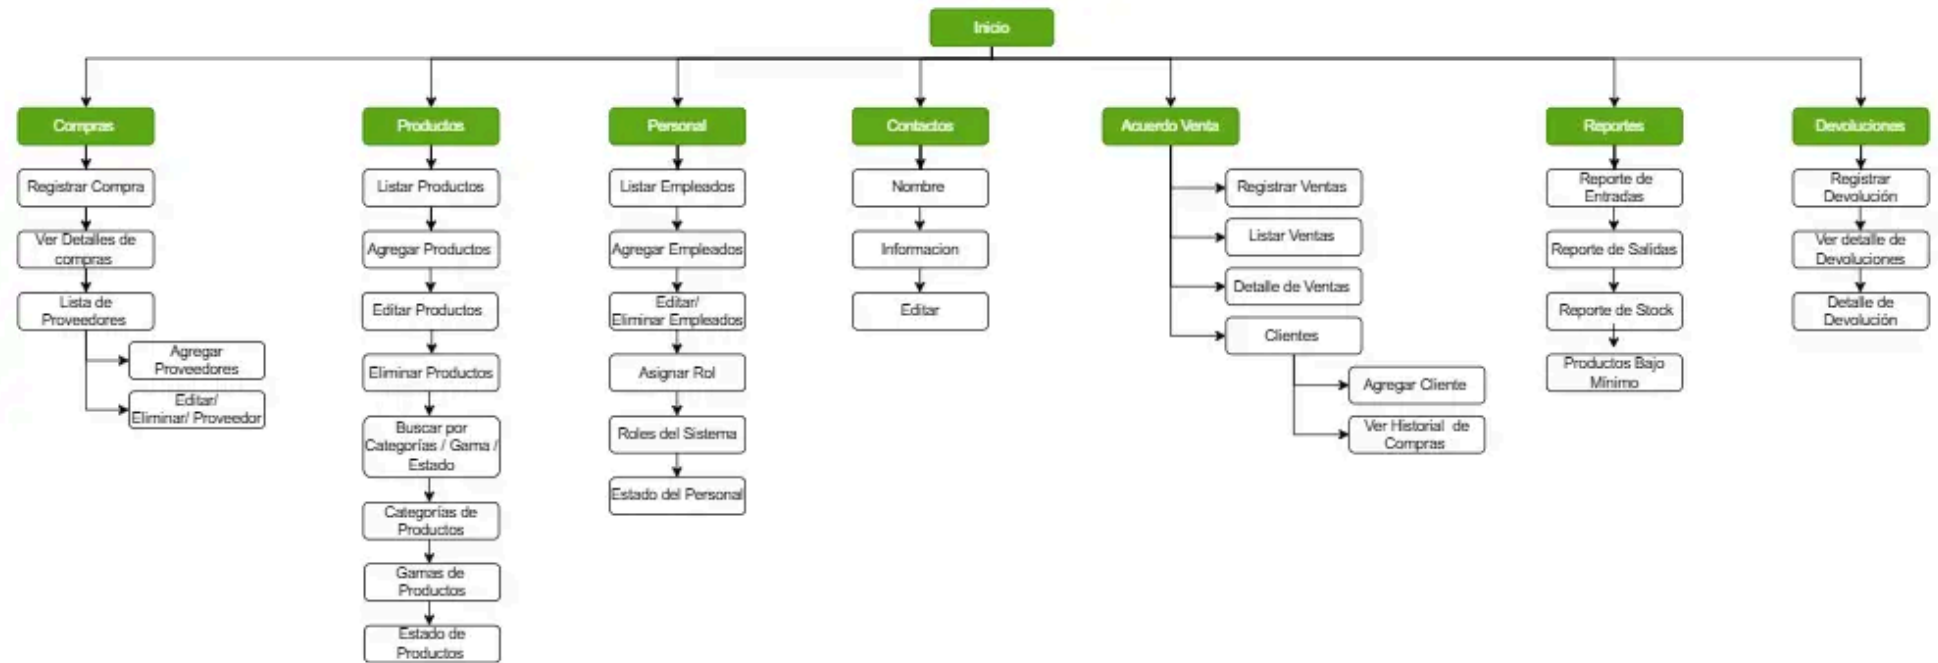 Inicio
Compras
Productos
Personal
Contactos
Acuerdo Venta
Reportes
Devoluciones
Registrar Compra
Ver Detalles de
compras
Lista de
Proveedores
Agregar
Proveedores
Editar/
Eliminar/ Proveedor
Listar Productos
Agregar Productos
Editar Productos
Eliminar Productos
Buscar por
Categorías / Gama /
Estado
Categorías de
Productos
Gamas de
Productos
Estado de
Productos
Listar Empleados
Agregar Empleados
Editar/
Eliminar Empleados
Asignar Rol
Roles del Sistema
Estado del Personal
Nombre
Informacion
Editar
Registrar Ventas
Listar Ventas
Detalle de Ventas
Clientes
Agregar Cliente
Ver Historial de
Compras
Reporte de
Entradas
Reporte de Salidas
Reporte de Stock
Productos Bajo
Mínimo
Registrar
Devolución
Ver detalle de
Devoluciones
Detalle de
Devolución